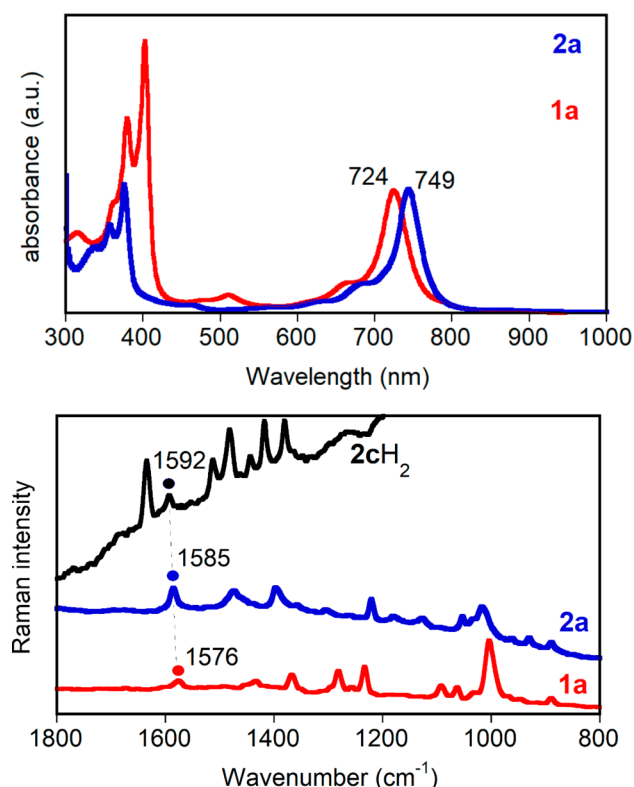 2a
1a
724 749
absorbance (a.u.)
300 400 500 600 700 800 900 1000
Wavelength (nm)
2cH₂
1592
1585
2a
1576
1a
Raman intensity
1800 1600 1400 1200 1000 800
Wavenumber (cm⁻¹)